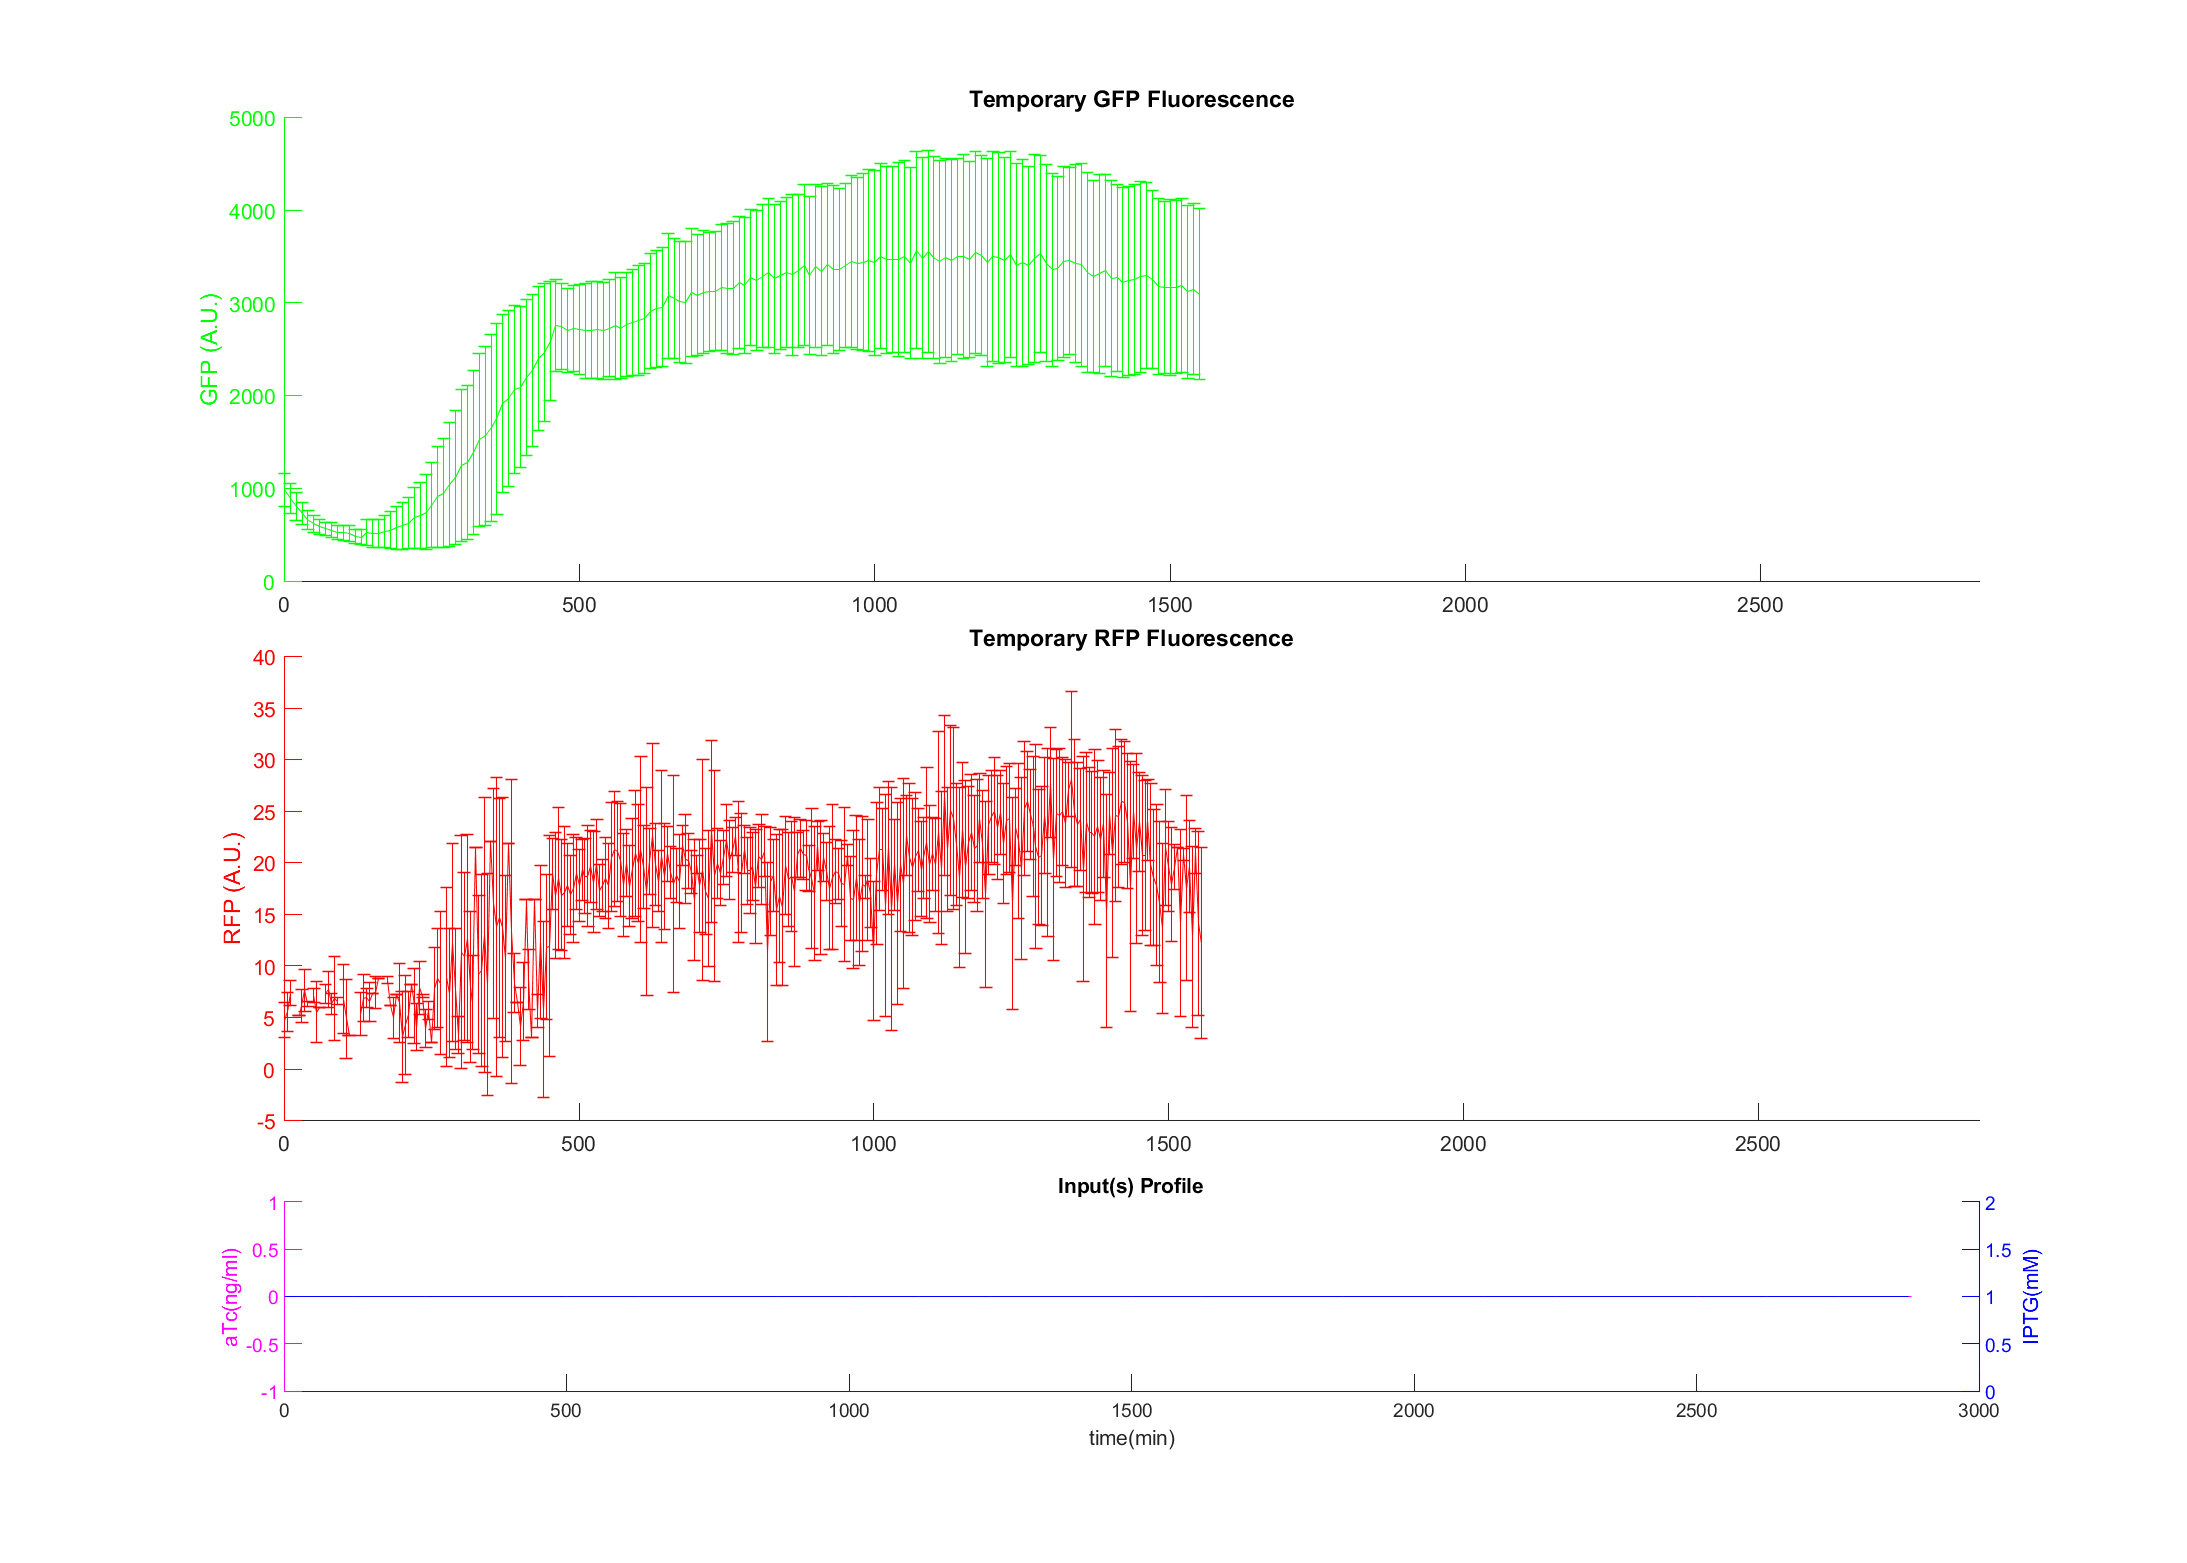 Temporary GFP Fluorescence
5000
4000
3000
2000
1000
0
GFP (A.U.)
0 500 1000 1500 2000 2500
Temporary RFP Fluorescence
40
35
30
25
20
15
10
5
0
-5
RFP (A.U.)
0 500 1000 1500 2000 2500
Input(s) Profile
1
0.5
0
-0.5
-1
aTc(ng/ml)
2
1.5
1
0.5
0
IPTG(mM)
0 500 1000 1500 2000 2500 3000
time(min)